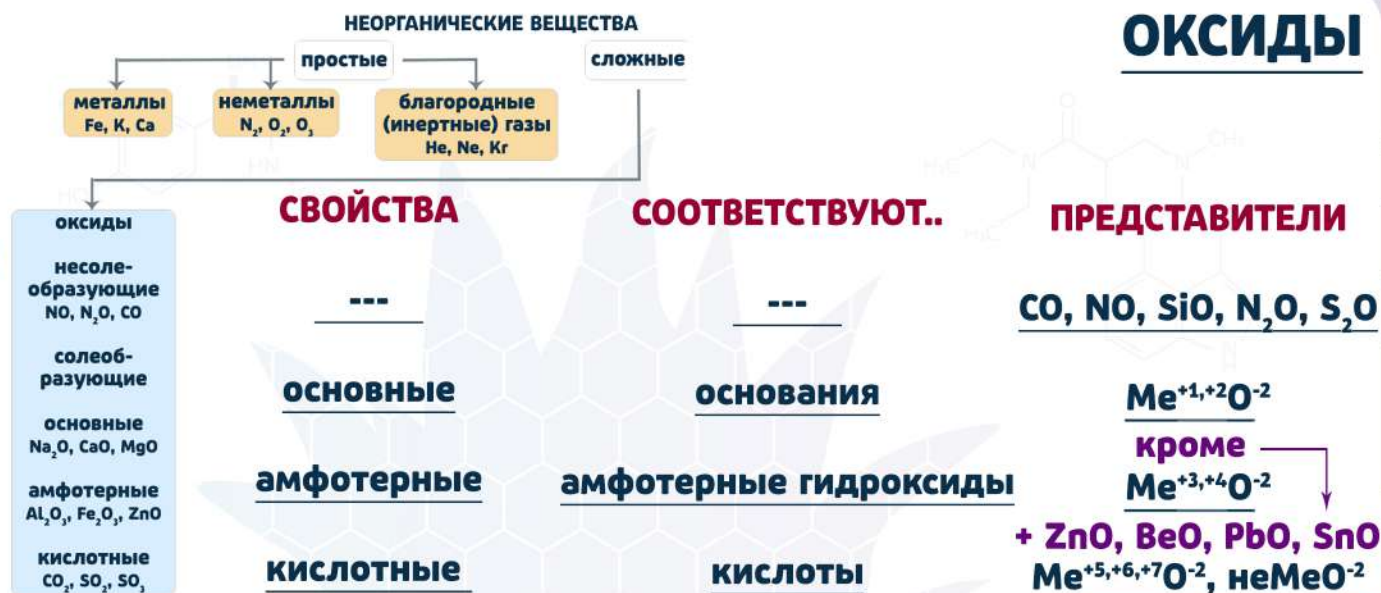 НЕОРГАНИЧЕСКИЕ ВЕЩЕСТВА
ОКСИДЫ
простые
сложные
металлы
Fe, K, Ca
неметаллы
N₂, O₂, O₃
благородные
(инертные) газы
He, Ne, Kr
СВОЙСТВА
СООТВЕТСТВУЮТ..
ПРЕДСТАВИТЕЛИ
оксиды
несоле-
образующие
NO, N₂O, CO
---
---
CO, NO, SiO, N₂O, S₂O
солеоб-
разующие
основные
основания
Me⁺¹,⁺²O⁻²
основные
Na₂O, CaO, MgO
кроме
амфотерные
амфотерные гидроксиды
Me⁺³,⁺⁴O⁻²
амфотерные
Al₂O₃, Fe₂O₃, ZnO
+ ZnO, BeO, PbO, SnO
кислотные
CO₂, SO₂, SO₃
кислотные
кислоты
Me⁺⁵,⁺⁶,⁺⁷O⁻², неМеO⁻²